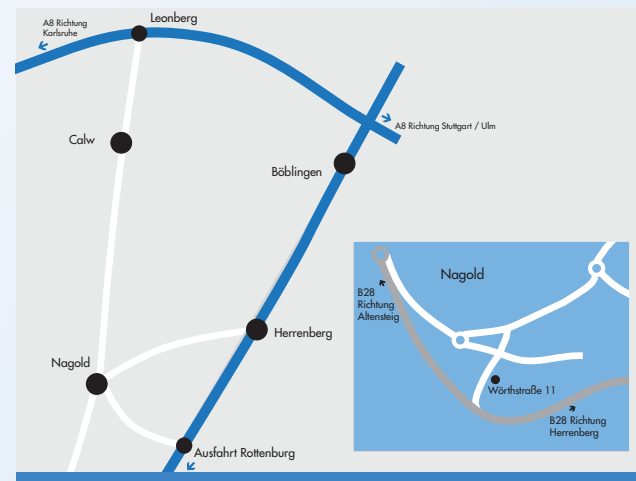 Leonberg
A8 Richtung
Karlsruhe
A8 Richtung Stuttgart / Ulm
Calw
Böblingen
Nagold
B28
Richtung
Altensteig
Herrenberg
Nagold
Wörthstraße 11
B28 Richtung
Herrenberg
Ausfahrt Rottenburg